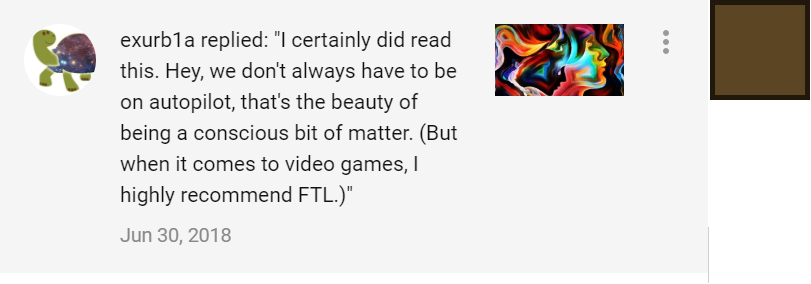 exurb1a replied: "I certainly did read
this. Hey, we don't always have to be
on autopilot, that's the beauty of
being a conscious bit of matter. (But
when it comes to video games, I
highly recommend FTL.)"
Jun 30, 2018